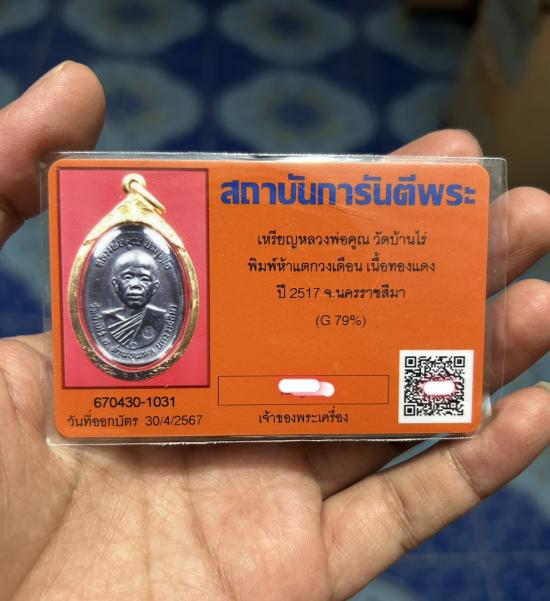 สถาบันการันตีพระ
เหรียญหลวงพ่อคูณ วัดบ้านไร่
พิมพ์ห้าแตกวงเดือน เนื้อทองแดง
ปี 2517 จ.นครราชสีมา
(G 79%)
670430-1031
วันที่ออกบัตร 30/4/2567
เจ้าของพระเครื่อง